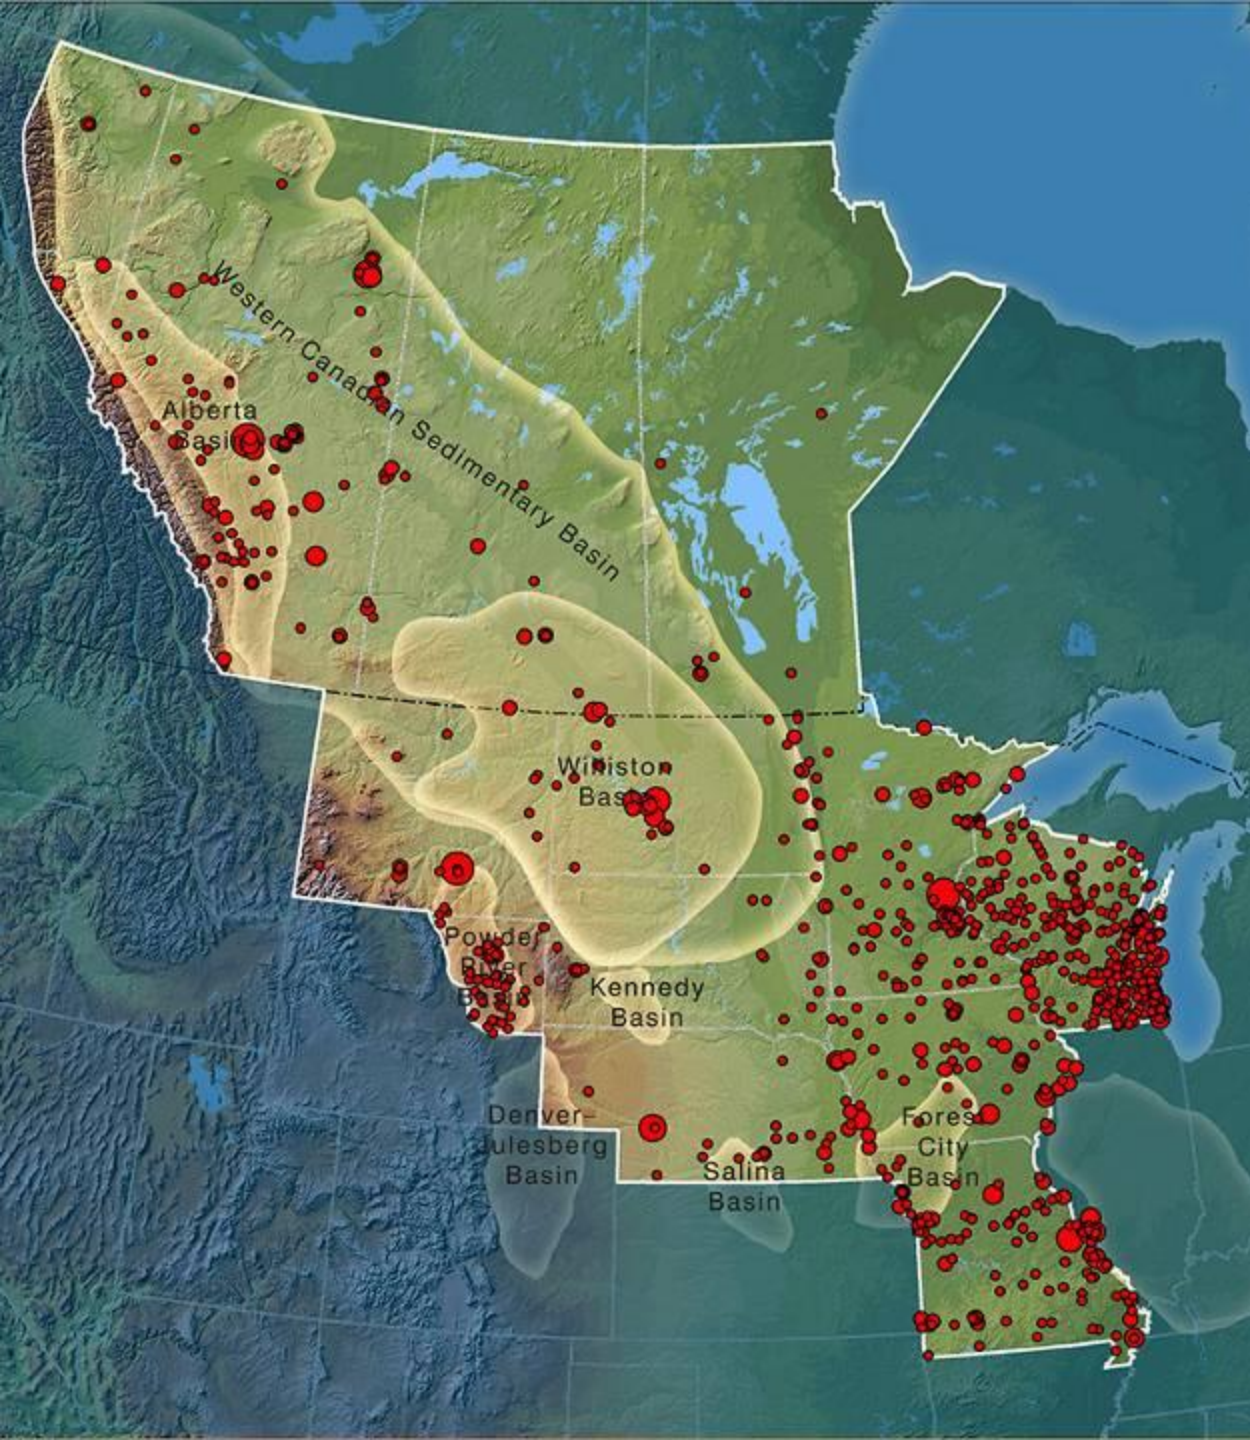 Western Canadian Sedimentary Basin
Alberta
Basin
Williston
Basin
Powder
River
Basin
Kennedy
Basin
Denver-
Julesberg
Basin
Salina
Basin
Forest
City
Basin